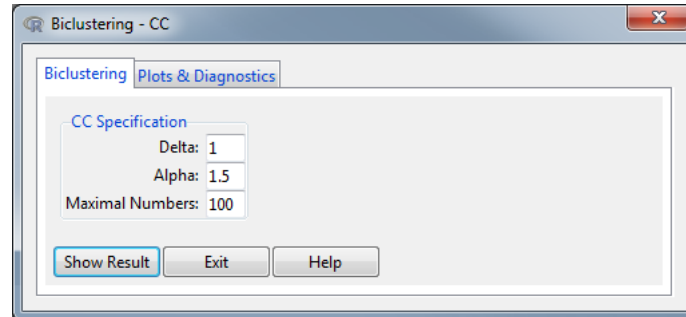 Biclustering - CC
Biclustering Plots & Diagnostics
CC Specification
Delta: 1
Alpha: 1.5
Maximal Numbers: 100
Show Result Exit Help